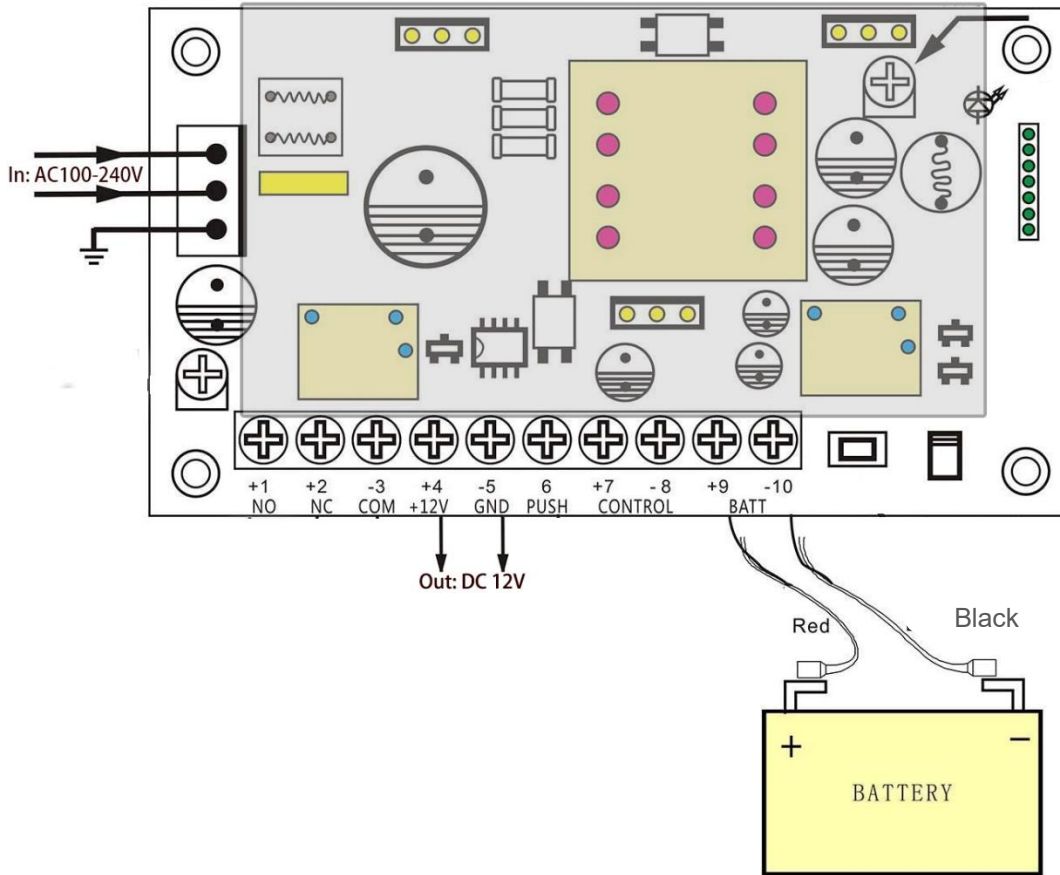 In: AC100-240V
+1 +2 -3 +4 -5 6 +7 - 8 +9 -10
NO NC COM +12V GND PUSH CONTROL BATT
Out: DC 12V
Red
Black
+ −
BATTERY